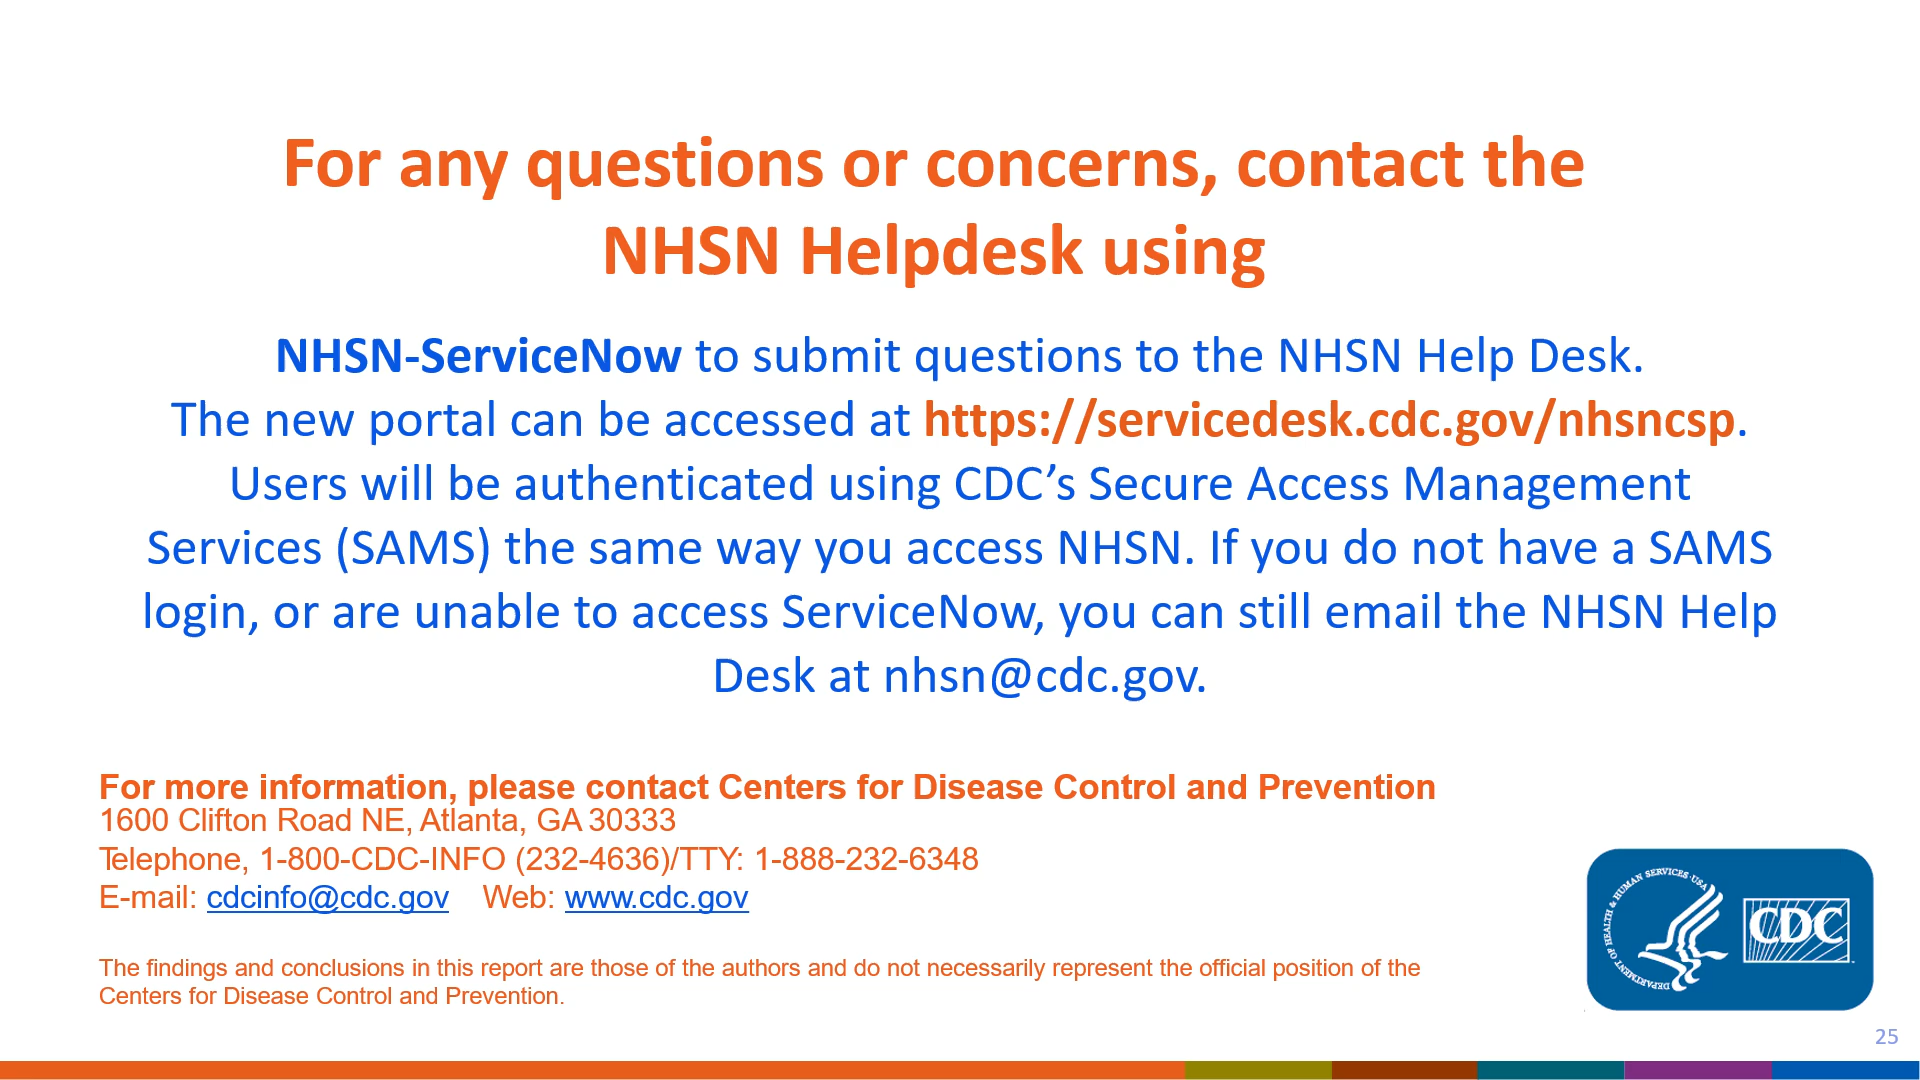 For any questions or concerns, contact the
NHSN Helpdesk using
NHSN-ServiceNow to submit questions to the NHSN Help Desk.
The new portal can be accessed at https://servicedesk.cdc.gov/nhsncsp.
Users will be authenticated using CDC’s Secure Access Management
Services (SAMS) the same way you access NHSN. If you do not have a SAMS
login, or are unable to access ServiceNow, you can still email the NHSN Help
Desk at nhsn@cdc.gov.
For more information, please contact Centers for Disease Control and Prevention
1600 Clifton Road NE, Atlanta, GA 30333
Telephone, 1-800-CDC-INFO (232-4636)/TTY: 1-888-232-6348
E-mail: cdcinfo@cdc.gov Web: www.cdc.gov
The findings and conclusions in this report are those of the authors and do not necessarily represent the official position of the
Centers for Disease Control and Prevention.
DEPARTMENT OF HEALTH & HUMAN SERVICES·USA
CDC
25